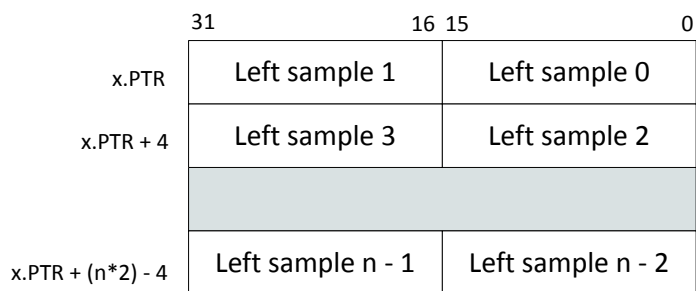 31 16 15 0
x.PTR Left sample 1 Left sample 0
x.PTR + 4 Left sample 3 Left sample 2
x.PTR + (n*2) - 4 Left sample n - 1 Left sample n - 2